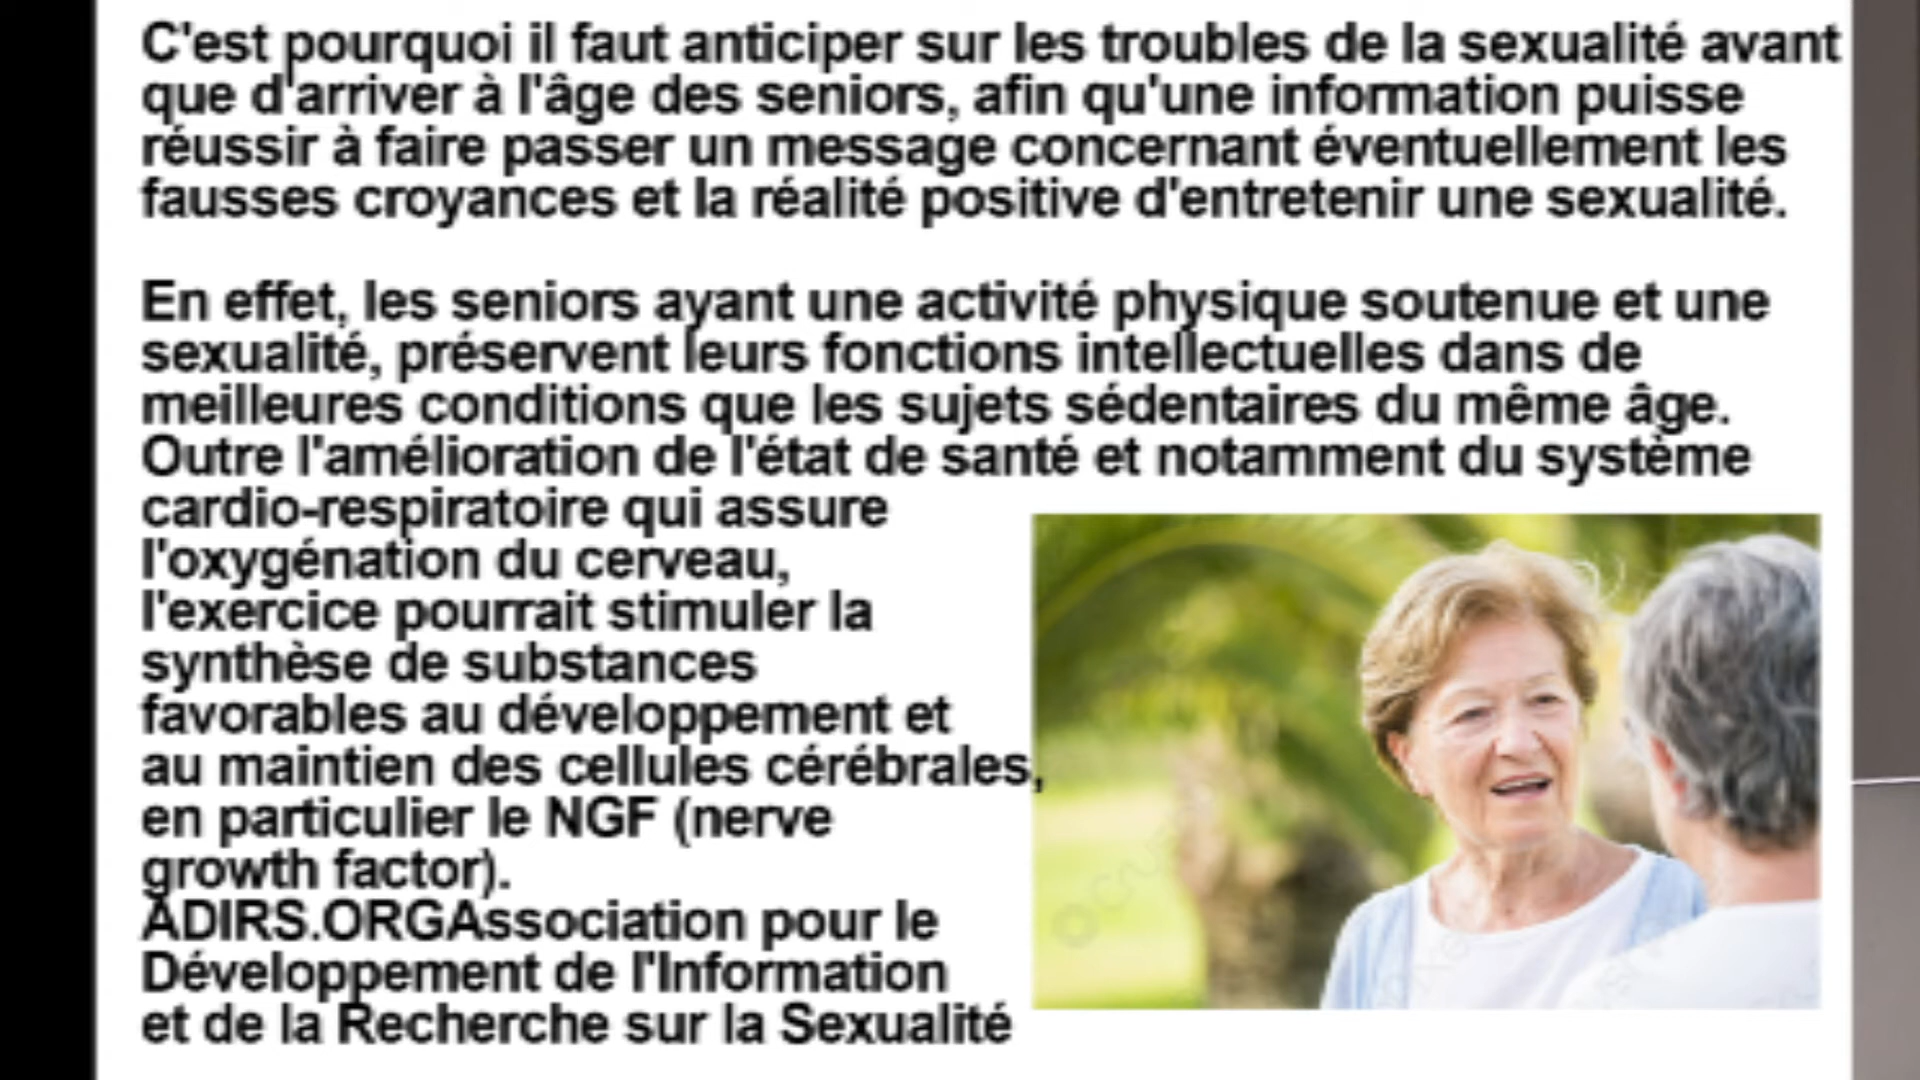 C'est pourquoi il faut anticiper sur les troubles de la sexualité avant
que d'arriver à l'âge des seniors, afin qu'une information puisse
réussir à faire passer un message concernant éventuellement les
fausses croyances et la réalité positive d'entretenir une sexualité.
En effet, les seniors ayant une activité physique soutenue et une
sexualité, préservent leurs fonctions intellectuelles dans de
meilleures conditions que les sujets sédentaires du même âge.
Outre l'amélioration de l'état de santé et notamment du système
cardio-respiratoire qui assure
l'oxygénation du cerveau,
l'exercice pourrait stimuler la
synthèse de substances
favorables au développement et
au maintien des cellules cérébrales,
en particulier le NGF (nerve
growth factor).
ADIRS.ORGAssociation pour le
Développement de l'Information
et de la Recherche sur la Sexualité